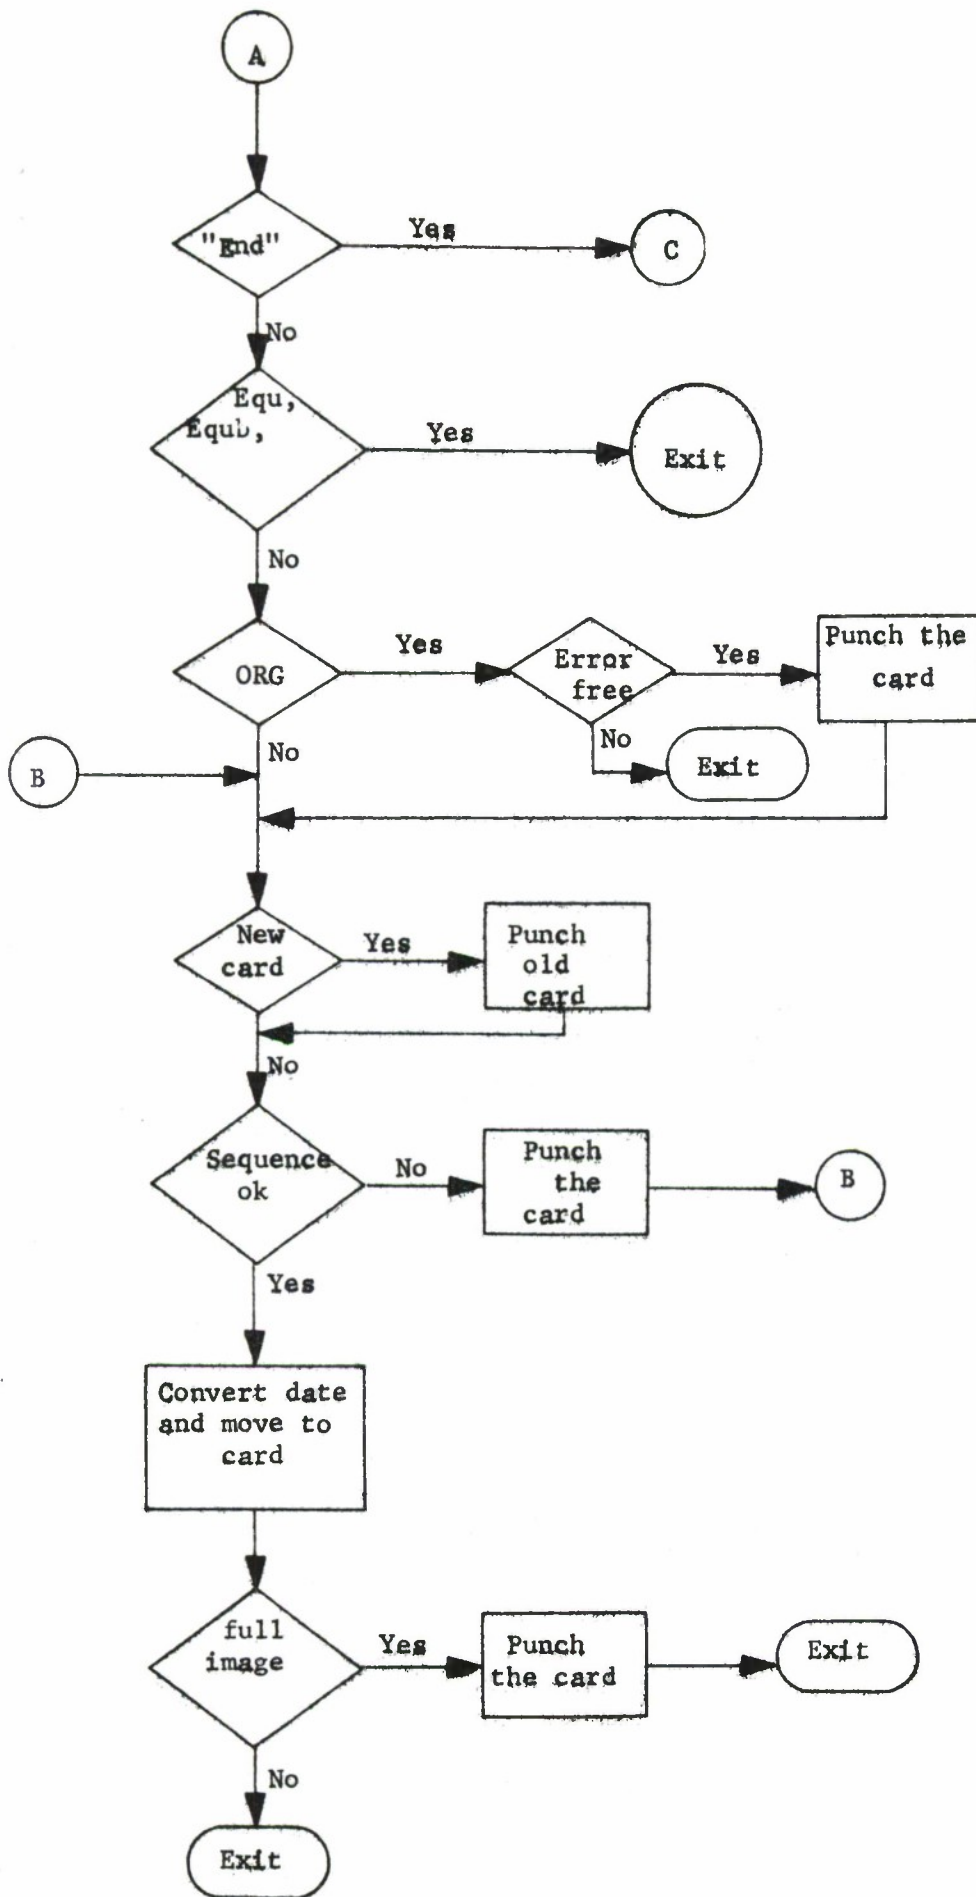 A
"End"
Yes
C
No
Equ,
Equb,
Yes
Exit
No
ORG
Yes
Error
free
Yes
Punch the
card
No
Exit
No
B
New
card
Yes
Punch
old
card
No
Sequence
ok
No
Punch
the
card
B
Yes
Convert date
and move to
card
full
image
Yes
Punch
the card
Exit
No
Exit